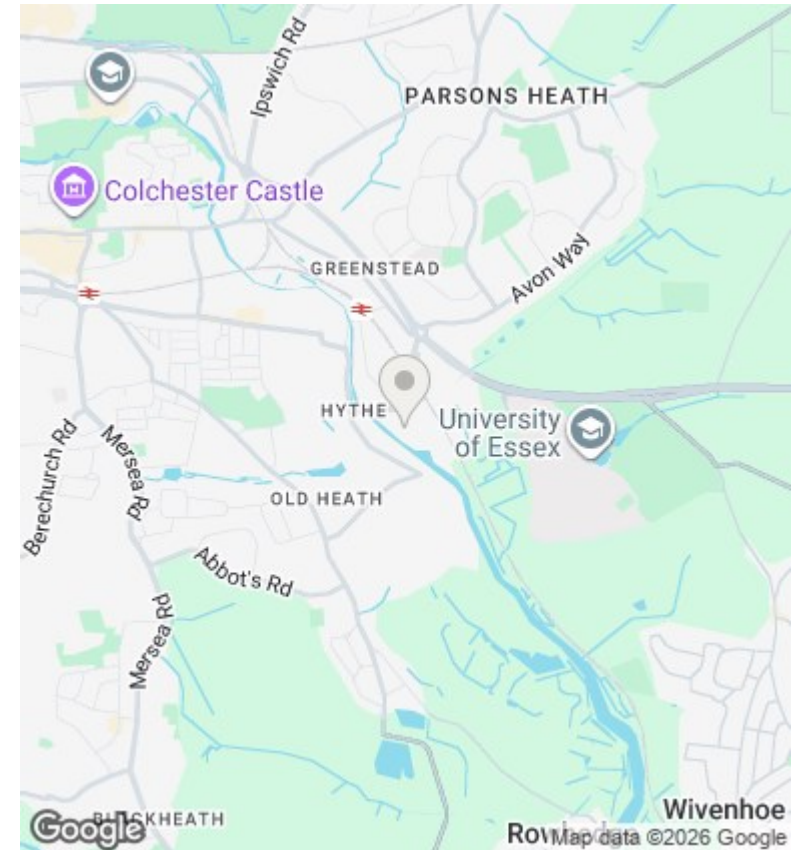 Ipswich Rd
PARSONS HEATH
Colchester Castle
GREENSTEAD
Avon Way
HYTHE
University
of Essex
Berechurch Rd
Mersea Rd
OLD HEATH
Abbot's Rd
Mersea Rd
Wivenhoe
Google
Map data ©2026 Google